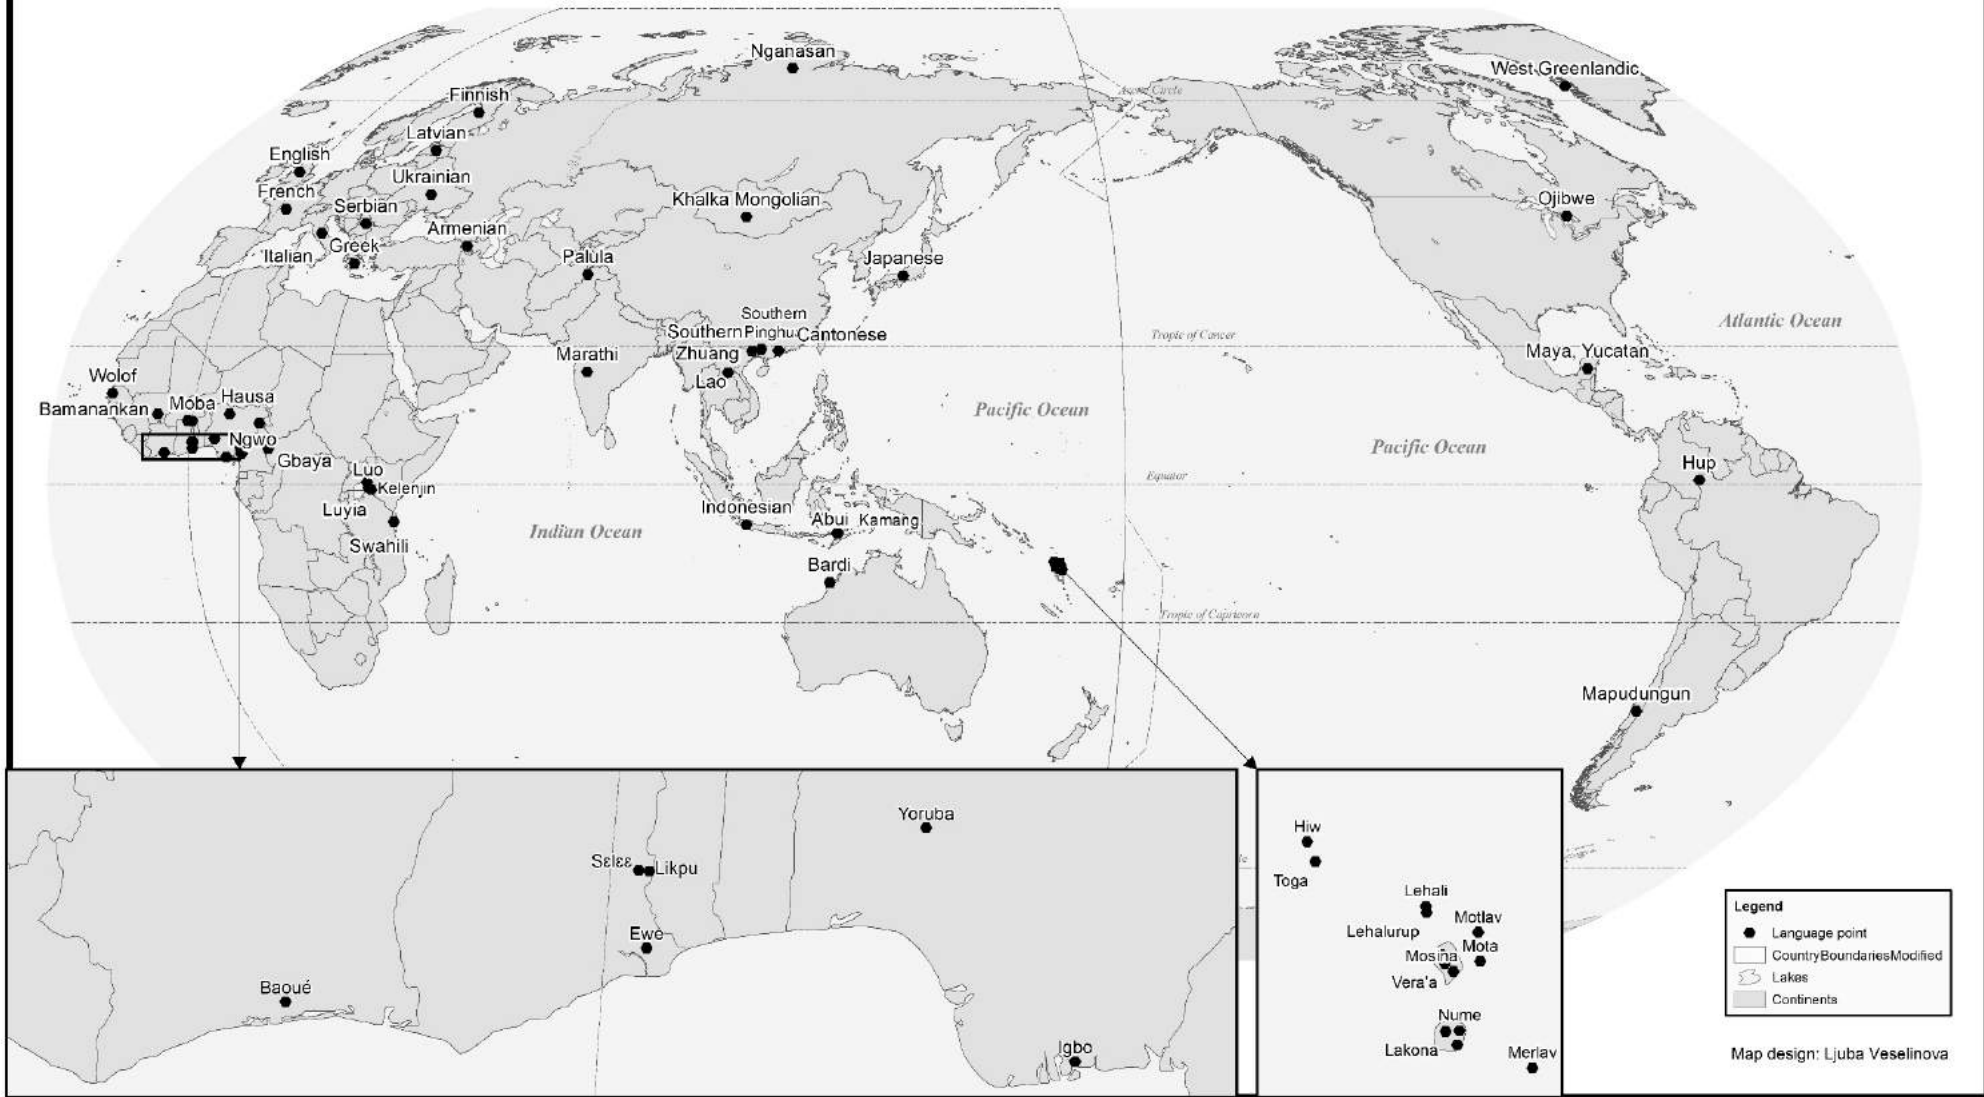 Nganasan
West Greenlandic
Finnish
Arctic Circle
Latvian
English
Ukrainian
French
Serbian
Khalka Mongolian
Ojibwe
Armenian
Greek
Italian
Palula
Japanese
Southern
Pinghua
Southern
Zhuang
Cantonese
Atlantic Ocean
Tropic of Cancer
Marathi
Lao
Maya, Yucatan
Wolof
Bamanankan
Moba
Hausa
Pacific Ocean
Ngwo
Pacific Ocean
Gbaya
Luo
Kelenjin
Hup
Equator
Luyia
Indonesian
Abui
Kamang
Indian Ocean
Swahili
Bardi
Tropic of Capricorn
Mapudungun
Yoruba
Sɛlɛɛ
Likpu
Ewe
Baoué
Igbo
Hiw
Toga
Lehali
Motlav
Lehalurup
Mota
Mosina
Vera'a
Nume
Lakona
Merlav
Legend
Language point
CountryBoundariesModified
Lakes
Continents
Map design: Ljuba Veselinova